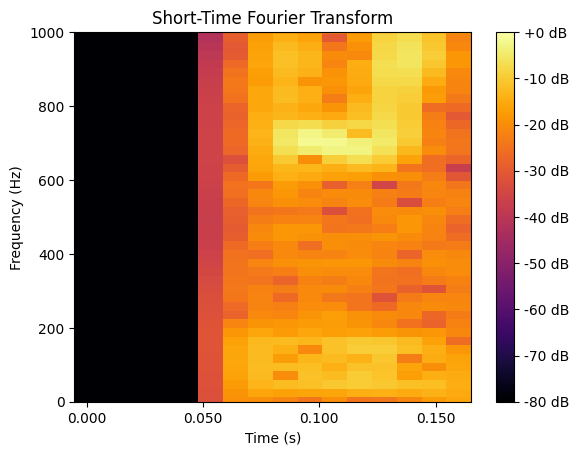 Short-Time Fourier Transform
1000
800
600
400
200
0
Frequency (Hz)
0.000
0.050
0.100
0.150
Time (s)
+0 dB
-10 dB
-20 dB
-30 dB
-40 dB
-50 dB
-60 dB
-70 dB
-80 dB